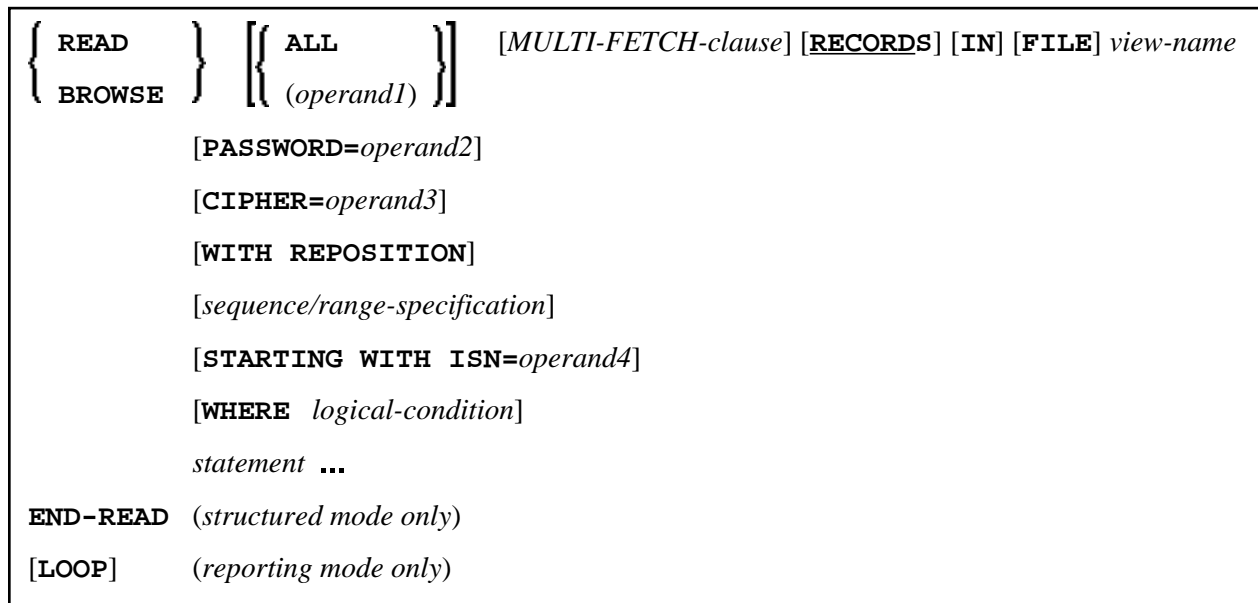 READ ALL [MULTI-FETCH-clause] [RECORDS] [IN] [FILE] view-name
BROWSE (operand1)
[PASSWORD=operand2]
[CIPHER=operand3]
[WITH REPOSITION]
[sequence/range-specification]
[STARTING WITH ISN=operand4]
[WHERE logical-condition]
statement ...
END-READ (structured mode only)
[LOOP] (reporting mode only)